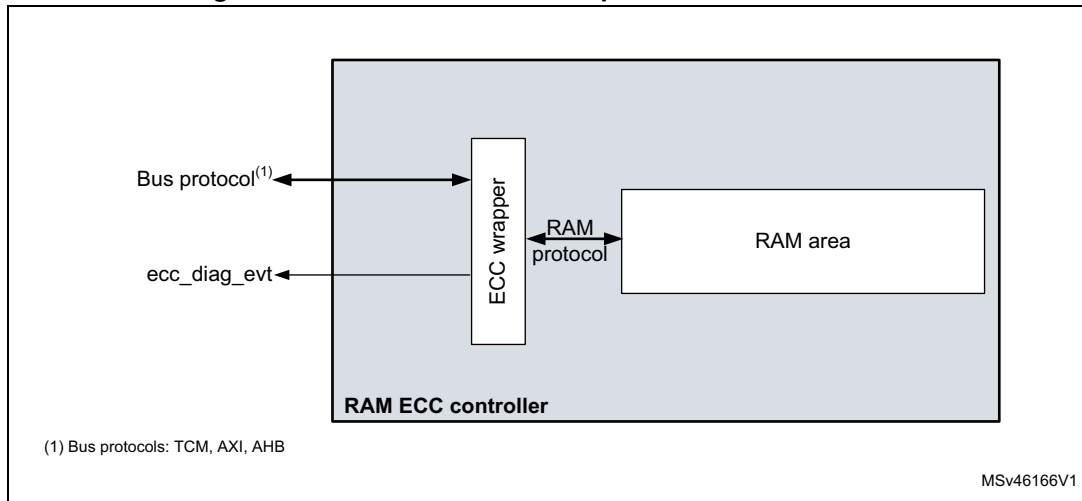 Bus protocol(1)
ecc_diag_evt
ECC wrapper
RAM
protocol
RAM area
RAM ECC controller
(1) Bus protocols: TCM, AXI, AHB
MSv46166V1